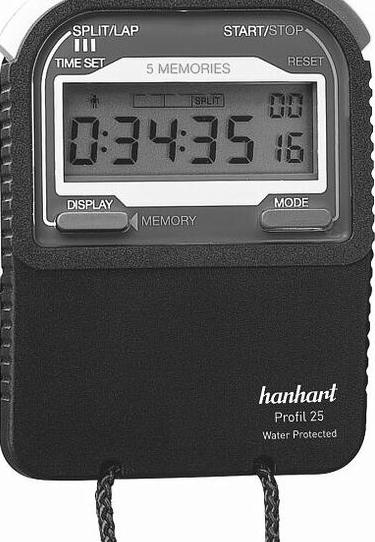 SPLIT/LAP START/STOP
TIME SET 5 MEMORIES RESET
SPLIT 00
0:34:35 16
DISPLAY MODE
MEMORY
hanhart
Profil 25
Water Protected